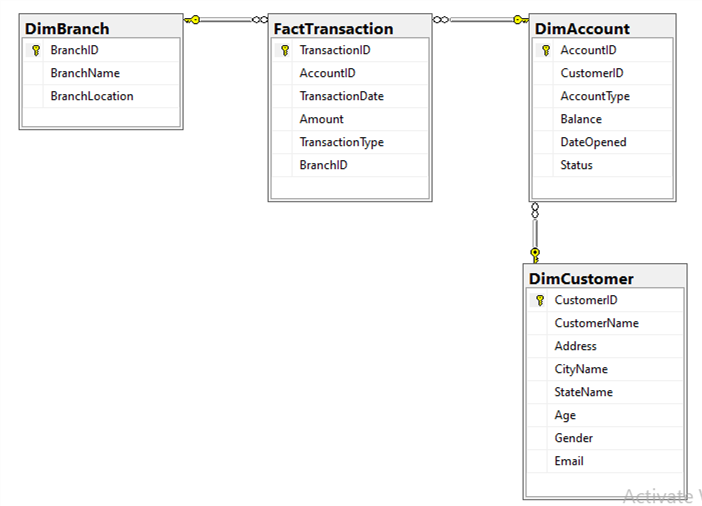 DimBranch
BranchID
BranchName
BranchLocation
FactTransaction
TransactionID
AccountID
TransactionDate
Amount
TransactionType
BranchID
DimAccount
AccountID
CustomerID
AccountType
Balance
DateOpened
Status
DimCustomer
CustomerID
CustomerName
Address
CityName
StateName
Age
Gender
Email
Activate